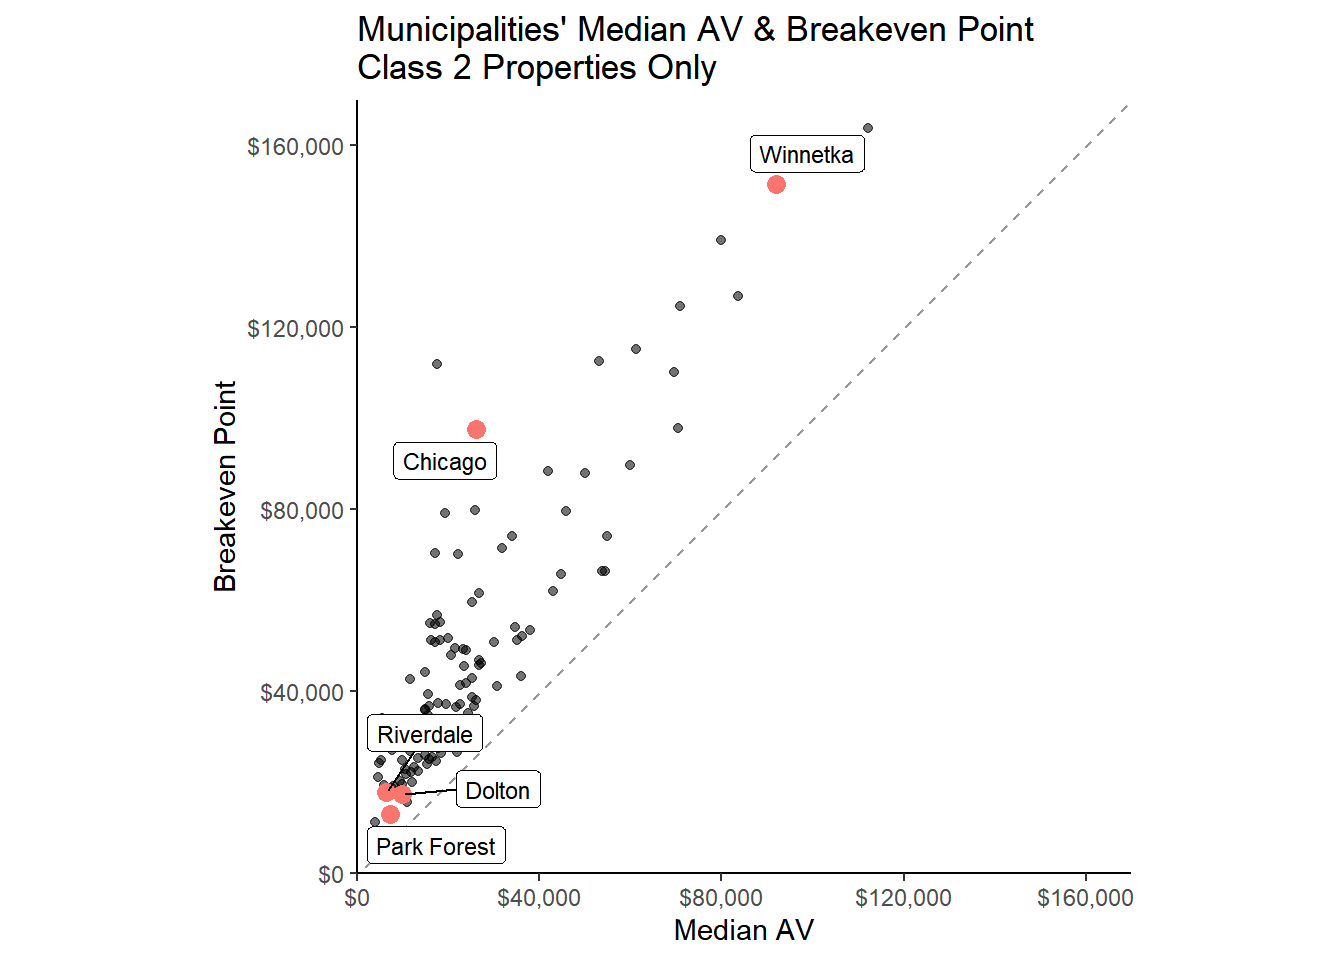 Municipalities' Median AV & Breakeven Point
Class 2 Properties Only
$160,000
$120,000
$80,000
$40,000
$0
Breakeven Point
Winnetka
Chicago
Riverdale
Dolton
Park Forest
$0
$40,000
$80,000
$120,000
$160,000
Median AV